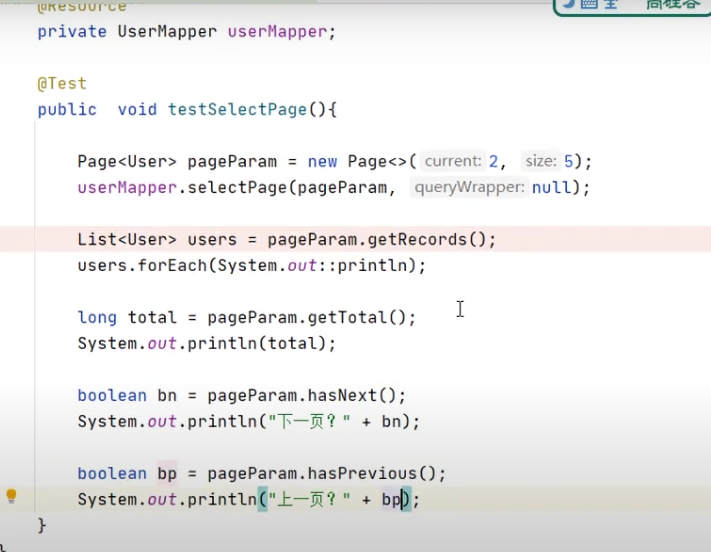 @Resource
private UserMapper userMapper;
@Test
public  void testSelectPage(){
Page<User> pageParam = new Page<>( current: 2,  size: 5);
userMapper.selectPage(pageParam,  queryWrapper: null);
List<User> users = pageParam.getRecords();
users.forEach(System.out::println);
long total = pageParam.getTotal();
System.out.println(total);
boolean bn = pageParam.hasNext();
System.out.println("下一页？" + bn);
boolean bp = pageParam.hasPrevious();
System.out.println("上一页？" + bp);
}
}